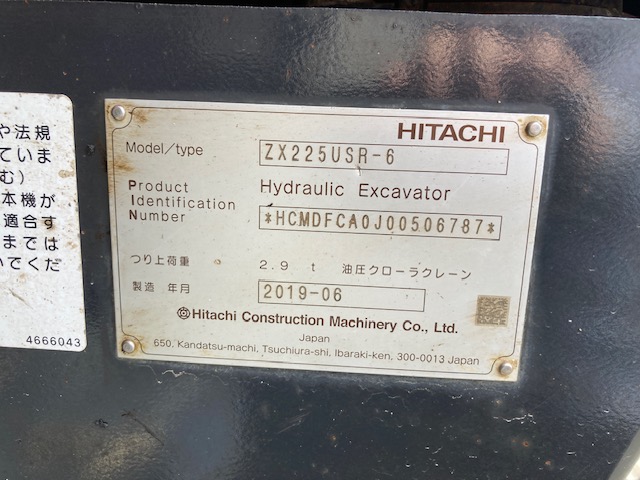 や法規
ていま
む)
本機が
適合す
までは
いでくだ
4666043
HITACHI
Model/type ZX225USR-6
Product Identification Number
Hydraulic Excavator
*HCMDFCA0J00506787*
つり上荷重 2.9 t 油圧クローラクレーン
製造 年月 2019-06
©Hitachi Construction Machinery Co., Ltd.
Japan
650, Kandatsu-machi, Tsuchiura-shi, Ibaraki-ken, 300-0013 Japan